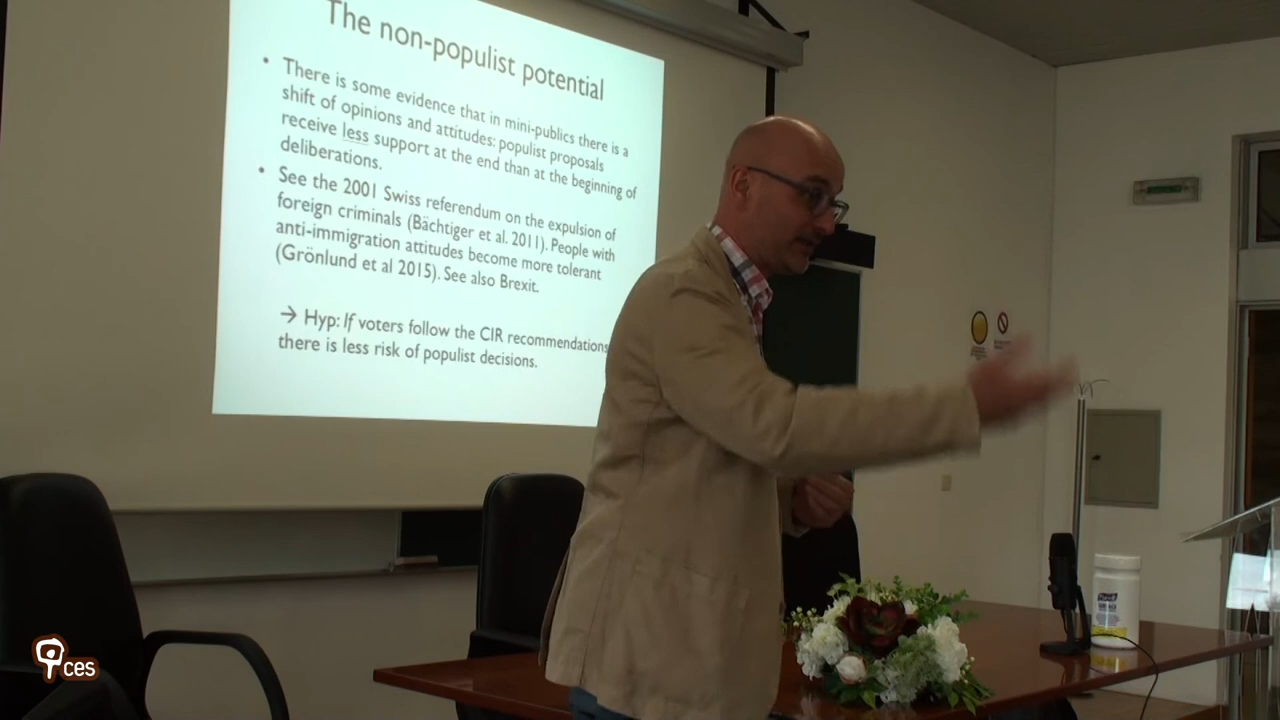 The non-populist potential
• There is some evidence that in mini-publics there is a
shift of opinions and attitudes: populist proposals
receive less support at the end than at the beginning of
deliberations.
• See the 2001 Swiss referendum on the expulsion of
foreign criminals (Bächtiger et al. 2011). People with
anti-immigration attitudes become more tolerant
(Grönlund et al 2015). See also Brexit.
→ Hyp: If voters follow the CIR recommendations
there is less risk of populist decisions.
ces